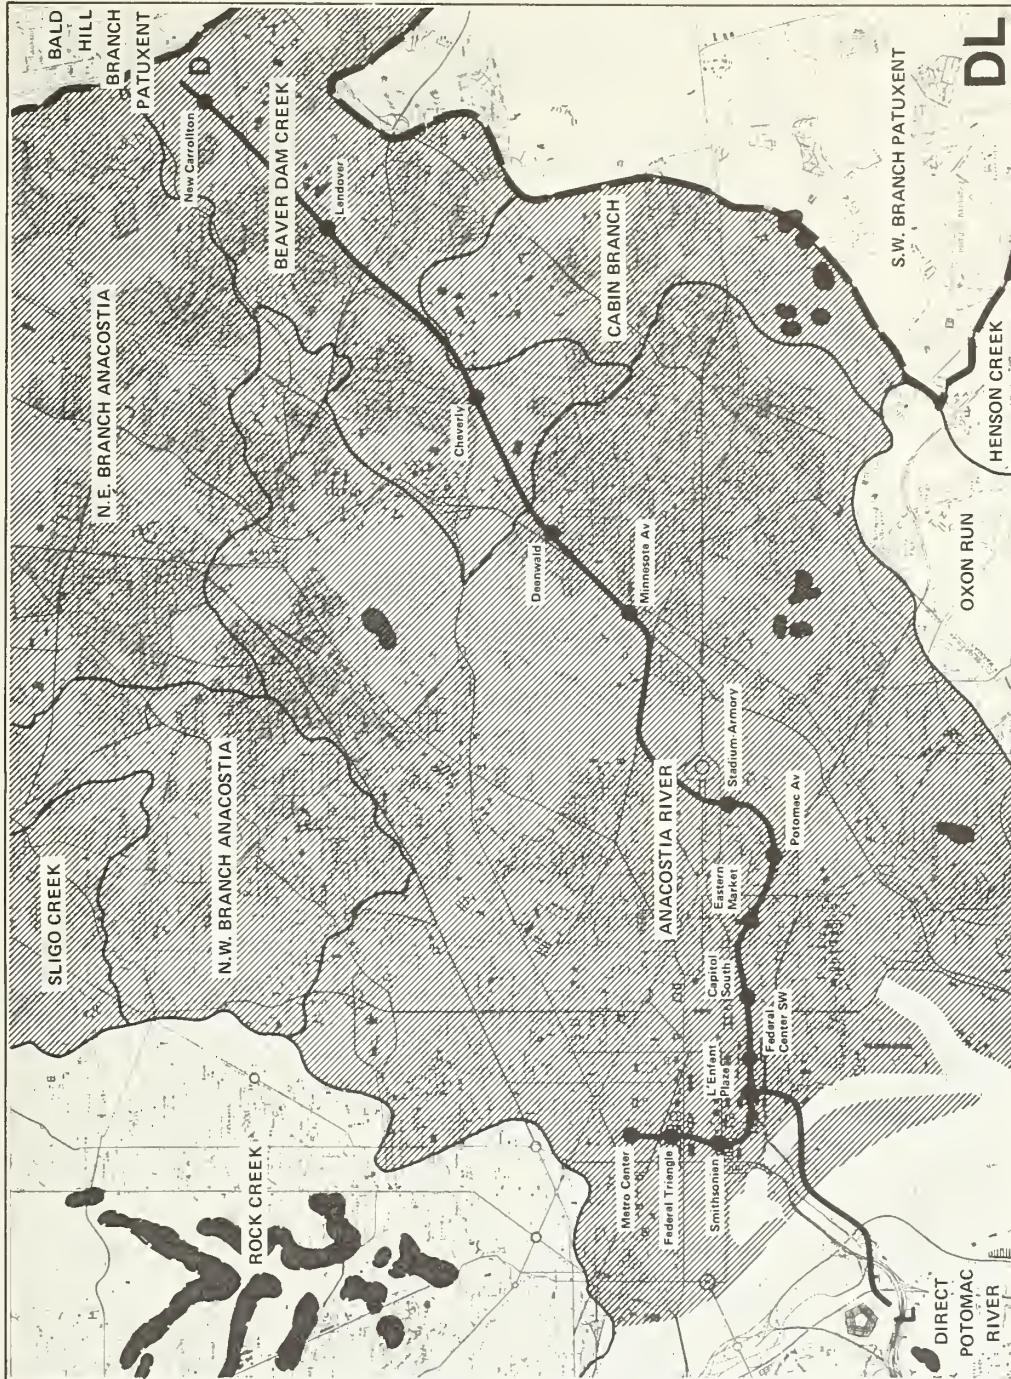 BALD
HILL
BRANCH
PATUXENT
D
New Carrollton
BEAVER DAM CREEK
Landover
N.E. BRANCH ANACOSTIA
CABIN BRANCH
S.W. BRANCH PATUXENT
DL
Cheverly
HENSON CREEK
Deanwald
Minnesota Av
OXON RUN
SLIGO CREEK
N.W. BRANCH ANACOSTIA
ANACOSTIA RIVER
Stadium-Armory
Potomac Av
Eastern
Market
Capitol
South
Federal
Center SW
L'Enfant
Plaza
ROCK CREEK
Metro Center
Federal Triangle
Smithsonian
L
DIRECT
POTOMAC
RIVER